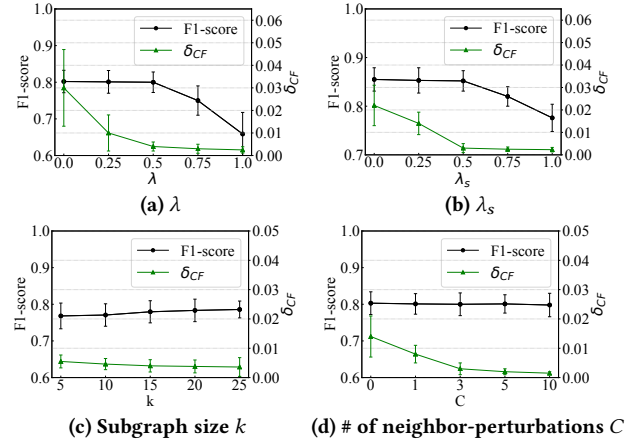 1.0
0.9
0.8
0.7
0.6
F1-score
F1-score
δCF
0.06
0.05
0.04
0.03
0.02
0.01
0.00
δCF
0.0 0.25 0.5 0.75 1.0
λ
(a) λ
1.0
0.9
0.8
0.7
F1-score
F1-score
δCF
0.06
0.05
0.04
0.03
0.02
0.01
0.00
δCF
0.0 0.25 0.5 0.75 1.0
λs
(b) λs
1.0
0.9
0.8
0.7
0.6
F1-score
F1-score
δCF
0.05
0.04
0.03
0.02
0.01
0.00
δCF
5 10 15 20 25
k
(c) Subgraph size k
1.0
0.9
0.8
0.7
0.6
F1-score
F1-score
δCF
0.05
0.04
0.03
0.02
0.01
0.00
δCF
0 1 3 5 10
C
(d) # of neighbor-perturbations C